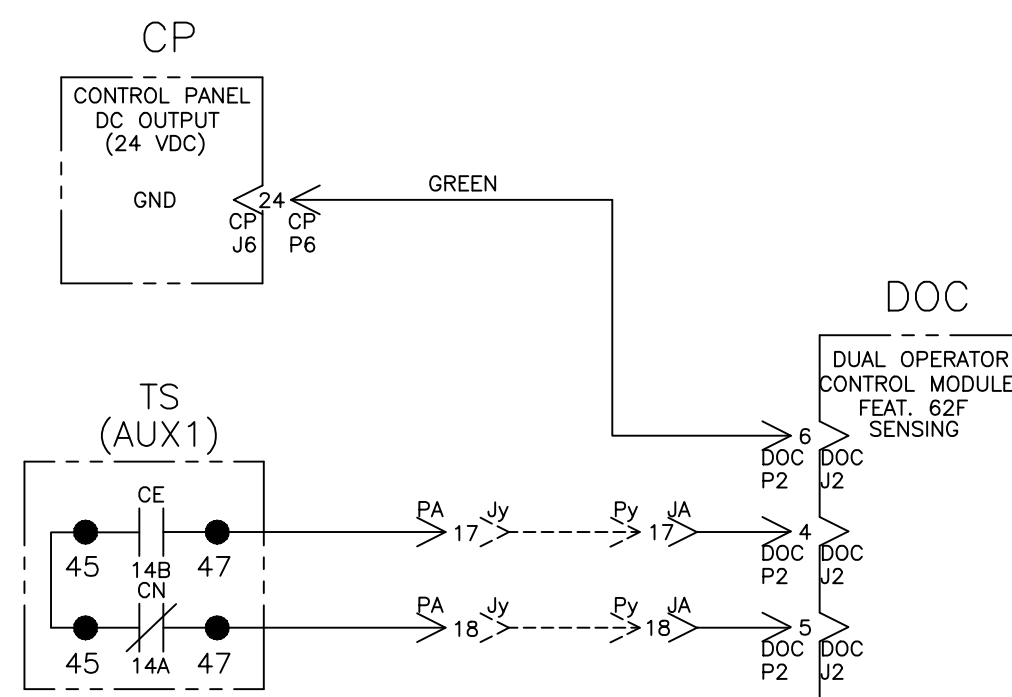 CP
CONTROL PANEL
DC OUTPUT
(24 VDC)
GND
24
CP
J6
CP
P6
GREEN
DOC
DUAL OPERATOR
CONTROL MODULE
FEAT. 62F
SENSING
6
DOC
P2
DOC
J2
TS
(AUX1)
CE
45
14B
47
PA
17
Jy
Py
17
JA
4
DOC
P2
DOC
J2
CN
45
14A
47
PA
18
Jy
Py
18
JA
5
DOC
P2
DOC
J2